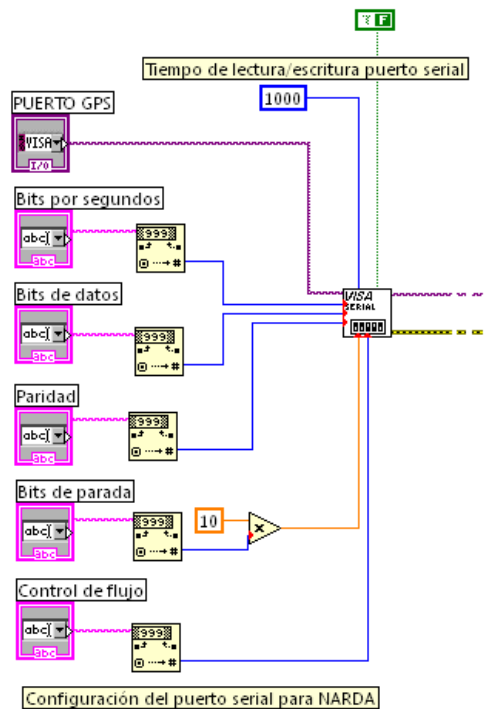 ? F
Tiempo de lectura/escritura puerto serial
1000
PUERTO GPS
VISA
I/O
Bits por segundos
abc
abc
999
#
VISA
SERIAL
Bits de datos
abc
abc
999
#
Paridad
abc
abc
999
#
Bits de parada
abc
abc
999
#
10
x
Control de flujo
abc
abc
999
#
Configuración del puerto serial para NARDA